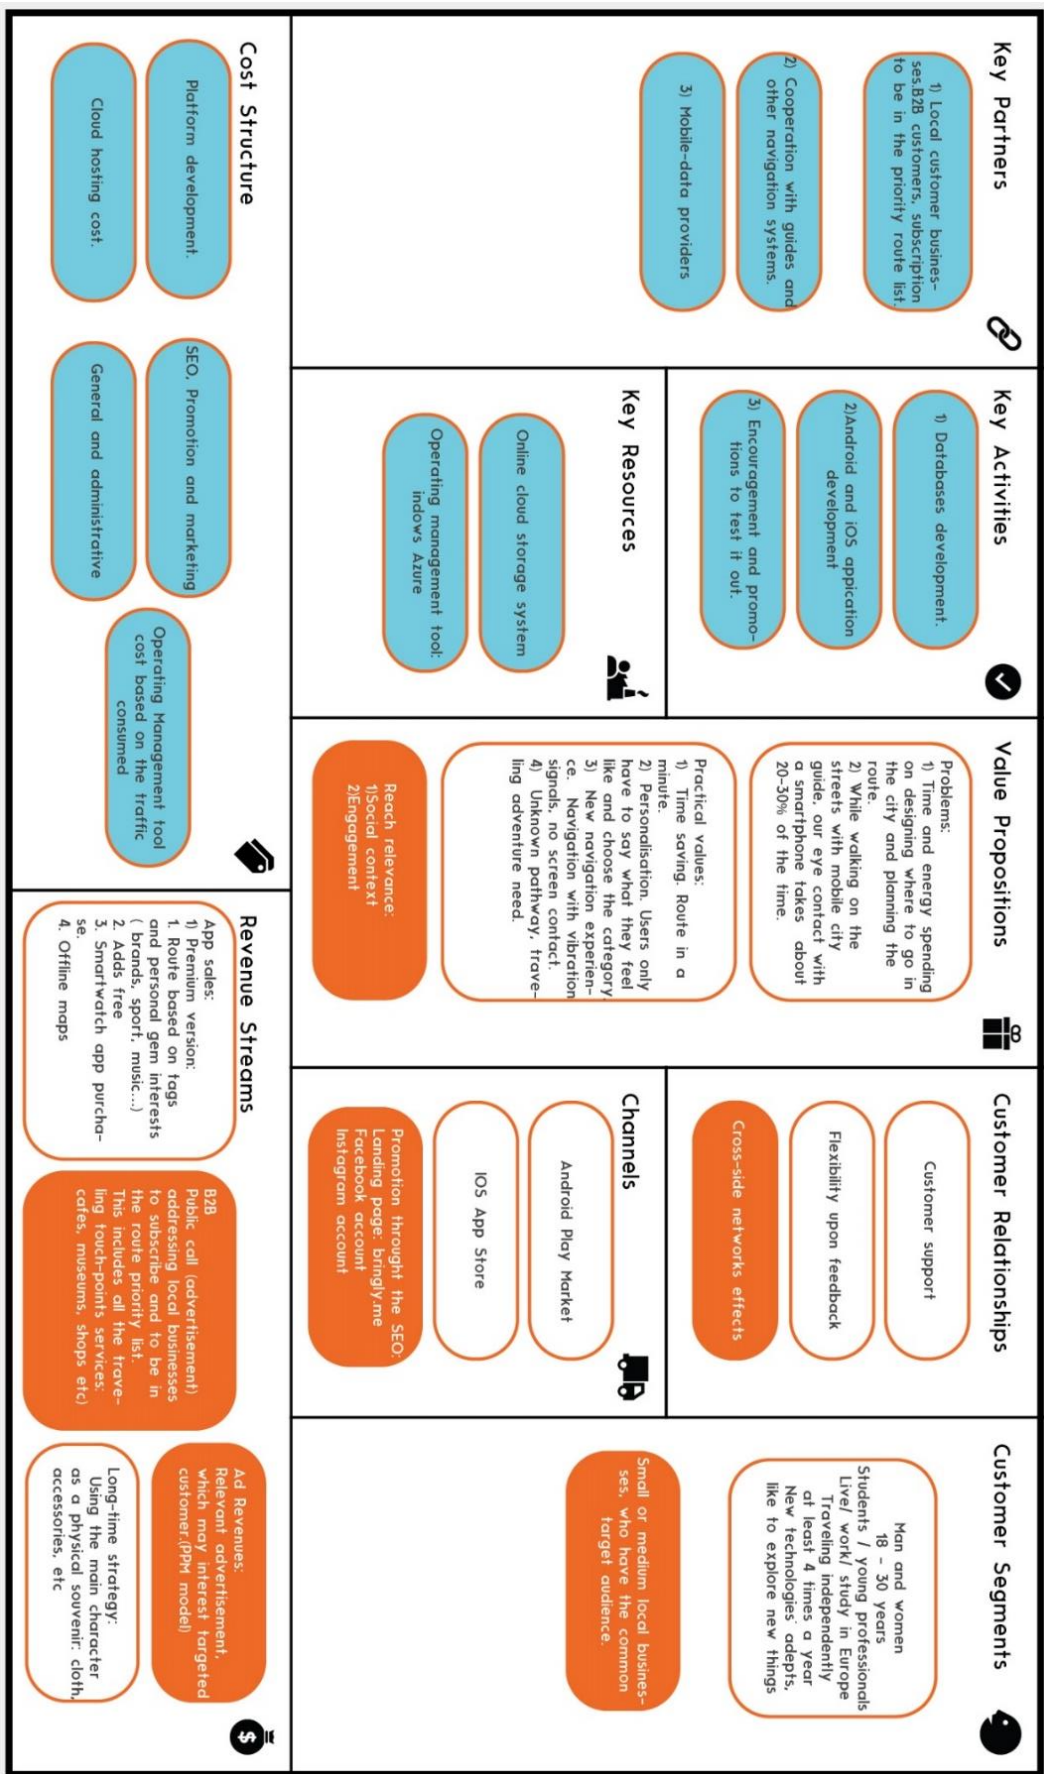 Key Partners
1) Local customer busines-
ses.B2B customers, subscription
to be in the priority route list.
2) Cooperation with guides and
other navigation systems.
3) Mobile-data providers
Key Activities
1) Databases development.
2)Android and iOS appication
development
3) Encouragement and promo-
tions to test it out.
Key Resources
Online cloud storage system
Operating management tool:
indows Azure
Value Propositions
Problems:
1) Time and energy spending
on designing where to go in
the city and planning the
route.
2) While walking on the
streets with mobile city
guide, our eye contact with
a smartphone takes about
20-30% of the time.
Practical values:
1) Time saving. Route in a
minute.
2) Personalisation. Users only
have to say what they feel
like and choose the category.
3) New navigation experien-
ce. Navigation with vibration
signals, no screen contact.
4) Unknown pathway, trave-
ling adventure need.
Reach relevance:
1)Social context
2)Engagement
Customer Relationships
Customer support
Flexibility upon feedback
Cross-side networks effects
Channels
Android Play Market
IOS App Store
Promotion throught the SEO:
Landing page: bringly.me
Facebook account
Instagram account
Customer Segments
Man and women
18 - 30 years
Students / young professionals
Live/ work/ study in Europe
Traveling independently
at least 4 times a year
New technologies' adepts,
like to explore new things
Small or medium local busines-
ses, who have the common
target audience.
Cost Structure
Platform development.
Cloud hosting cost.
SEO, Promotion and marketing
General and administrative
Operating Management tool
cost based on the traffic
consumed
Revenue Streams
App sales:
1) Premium version:
1. Route based on tags
and personal gem interests
( brands, sport, music...)
2. Adds free
3. Smartwatch app purcha-
se.
4. Offline maps
B2B
Public call (advertisement)
addressing local businesses
to subscribe and to be in
the route priority list.
This includes all the trave-
ling touch-points services:
cafes, museums, shops etc)
Ad Revenues:
Relevant advertisement,
which may interest targeted
customer.(PPM model)
Long-time strategy:
Using the main character
as a physical souvenir: cloth,
accessories, etc
$